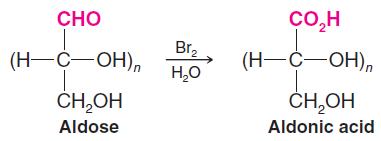 CHO CO₂H
(H—C—OH)ₙ Br₂ (H—C—OH)ₙ
H₂O
CH₂OH CH₂OH
Aldose Aldonic acid